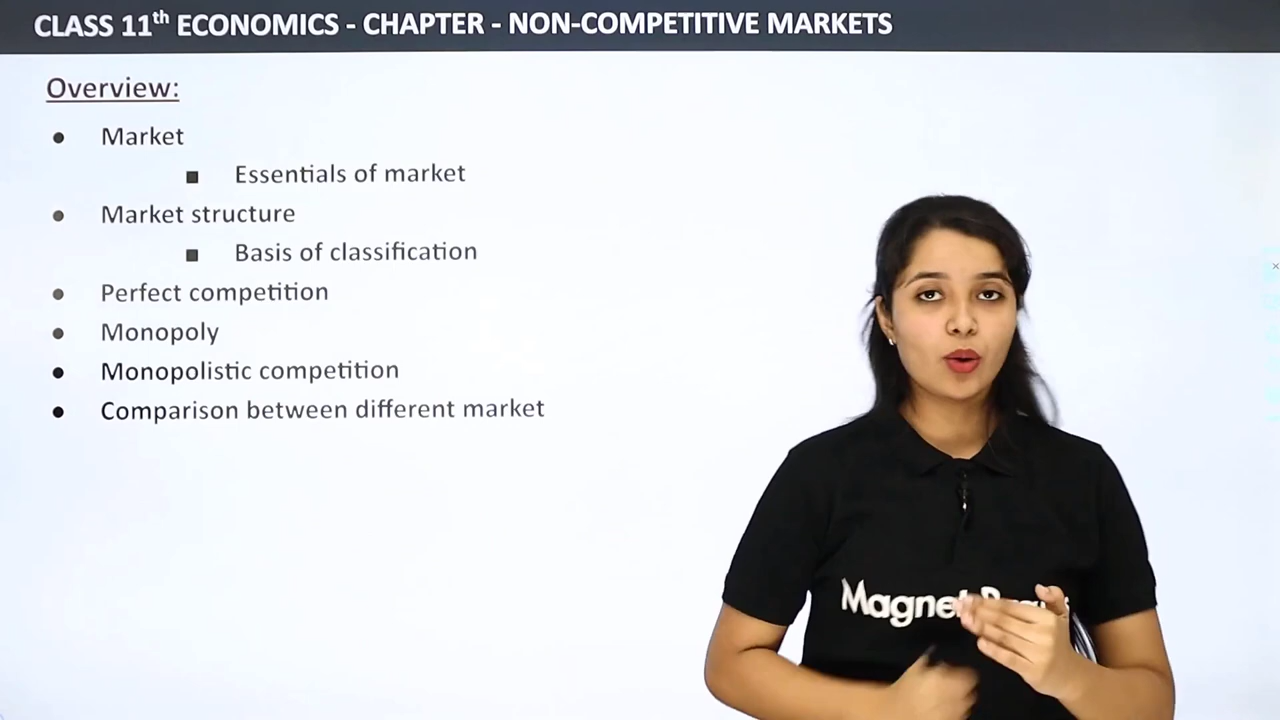 CLASS 11th ECONOMICS - CHAPTER - NON-COMPETITIVE MARKETS
Overview:
● Market
■ Essentials of market
● Market structure
■ Basis of classification
● Perfect competition
● Monopoly
● Monopolistic competition
● Comparison between different market